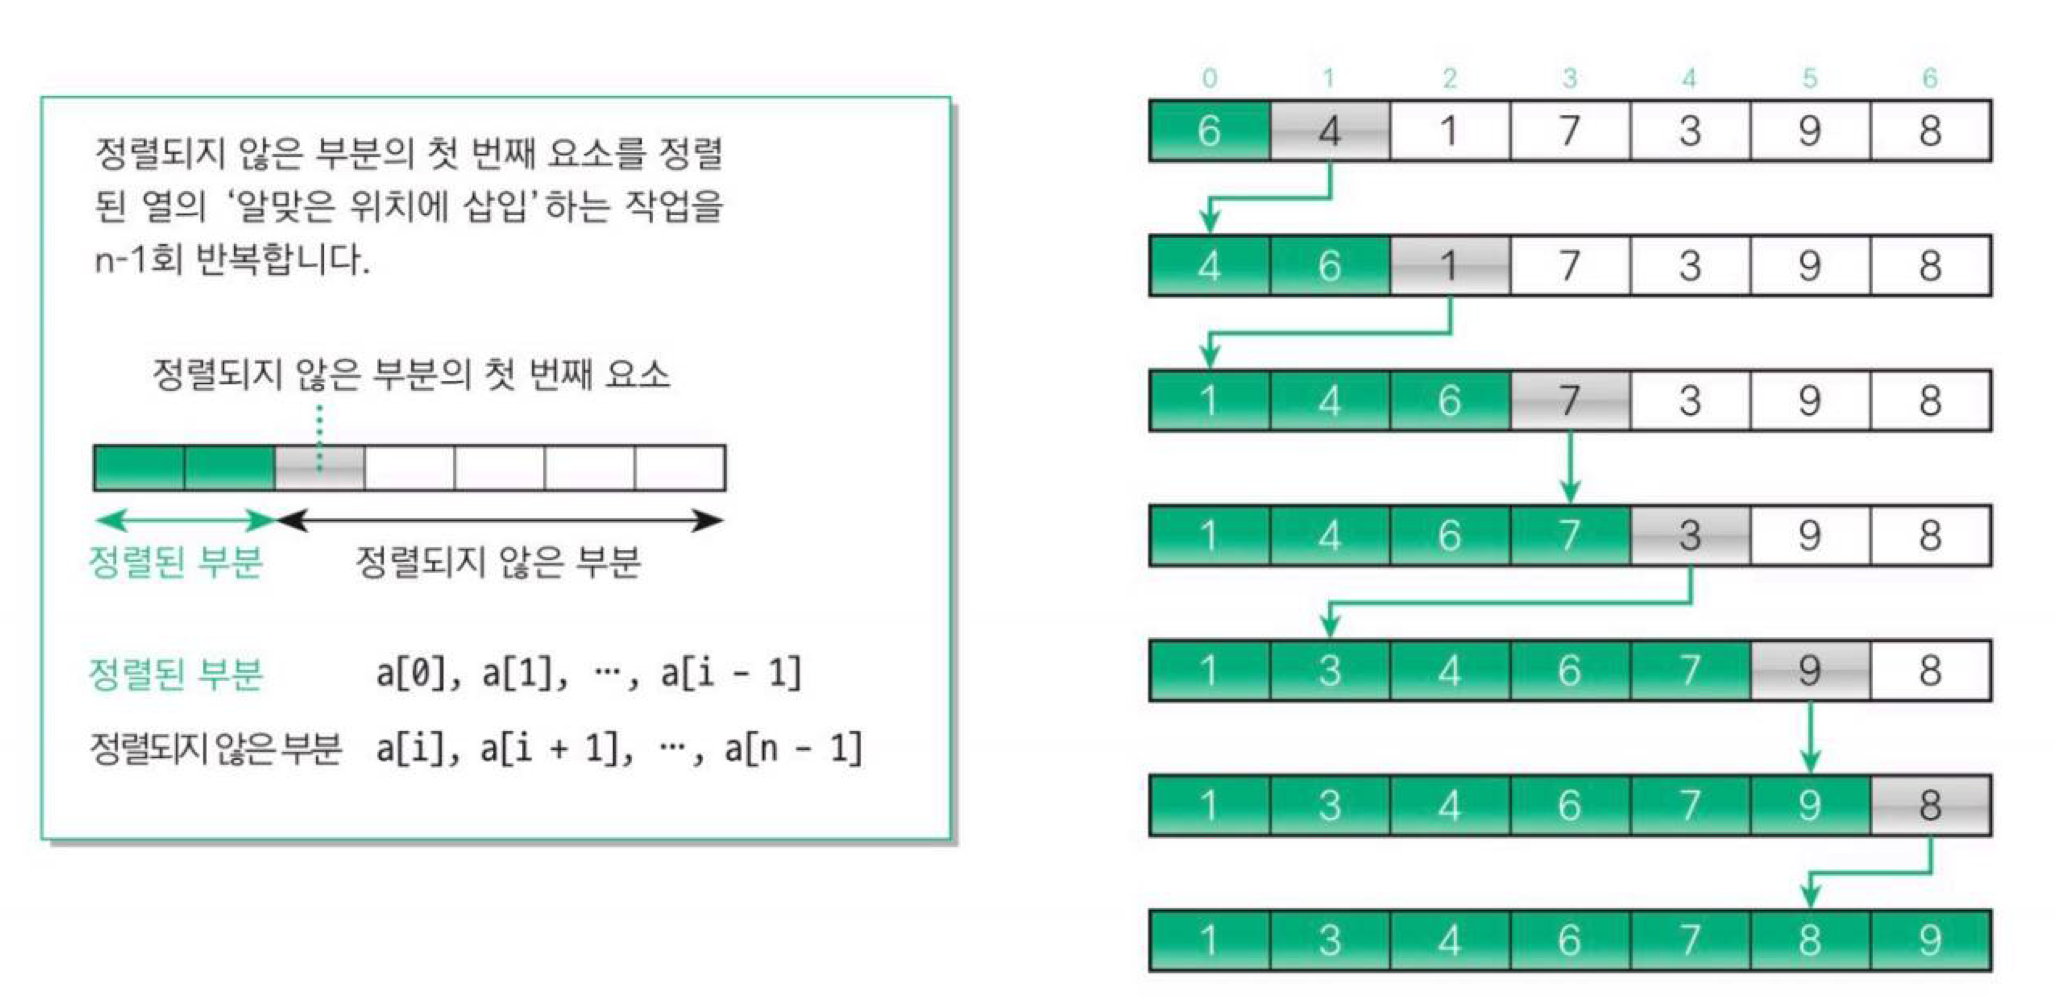 정렬되지 않은 부분의 첫 번째 요소를 정렬
된 열의 ‘알맞은 위치에 삽입’하는 작업을
n-1회 반복합니다.
정렬되지 않은 부분의 첫 번째 요소
정렬된 부분 정렬되지 않은 부분
정렬된 부분 a[0], a[1], ⋯, a[i - 1]
정렬되지 않은 부분 a[i], a[i + 1], ⋯, a[n - 1]
0 1 2 3 4 5 6
6 4 1 7 3 9 8
4 6 1 7 3 9 8
1 4 6 7 3 9 8
1 4 6 7 3 9 8
1 3 4 6 7 9 8
1 3 4 6 7 9 8
1 3 4 6 7 8 9